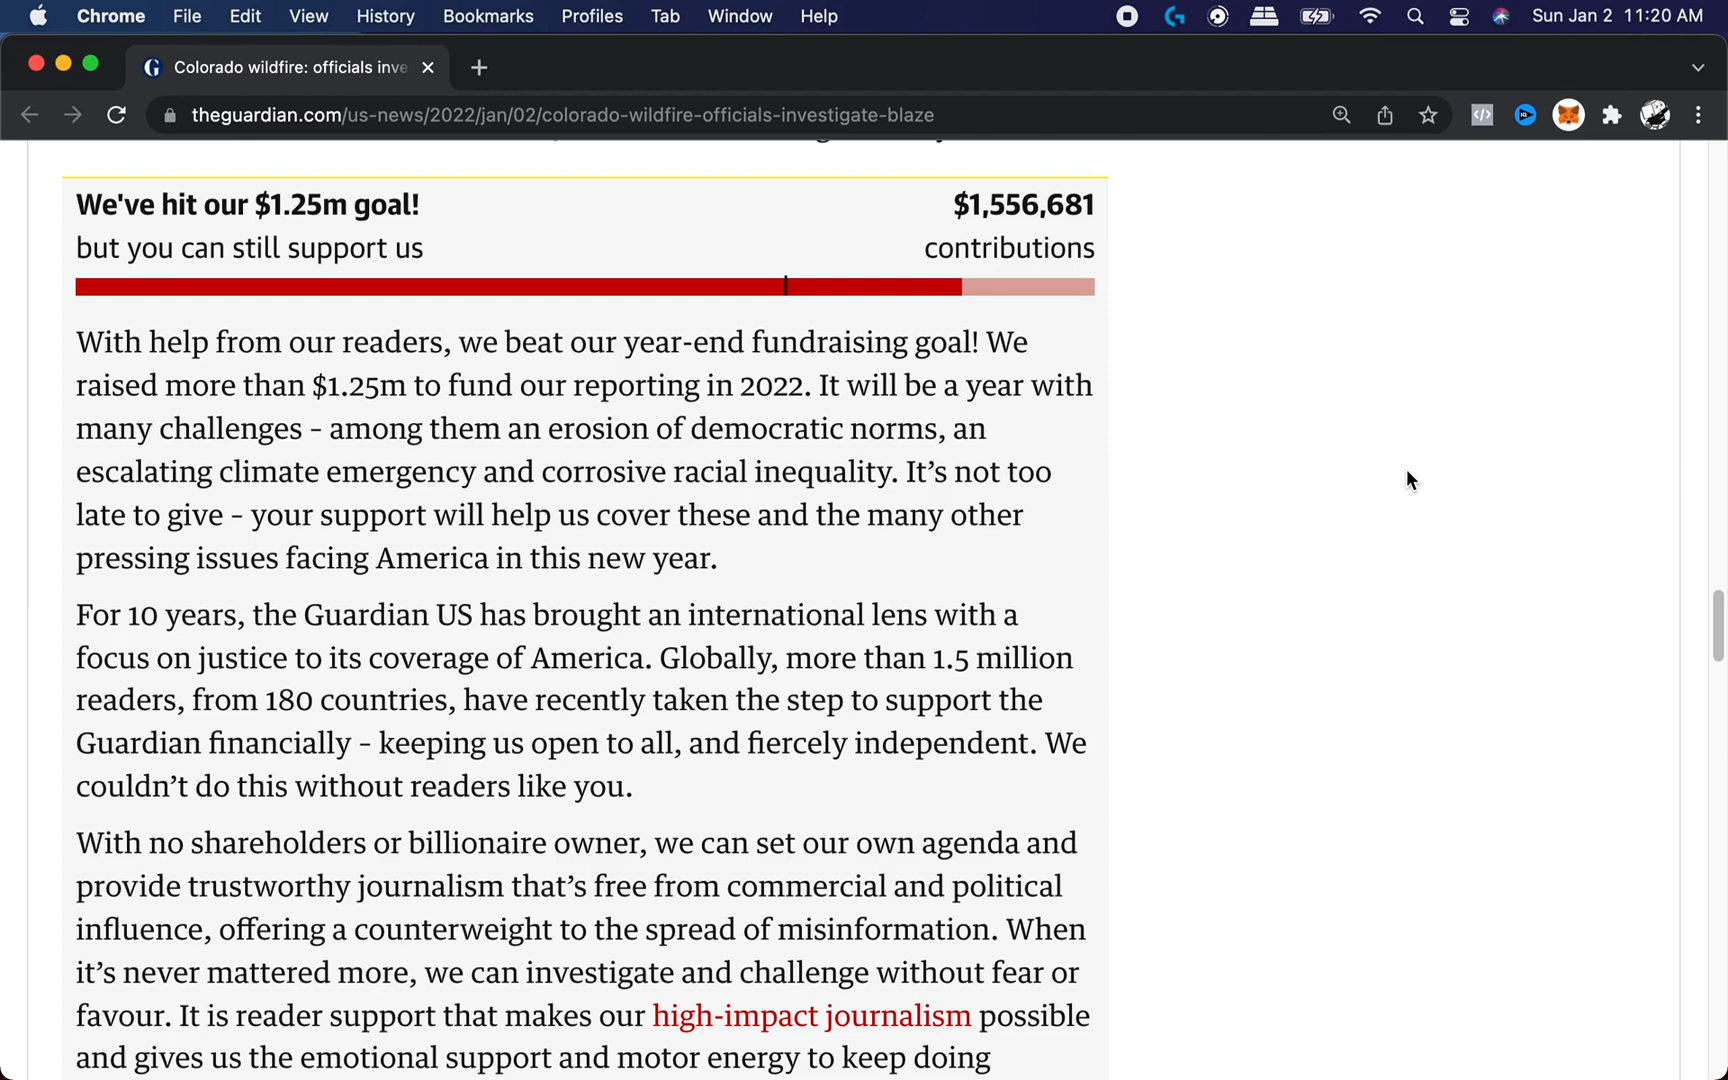 Chrome File Edit View History Bookmarks Profiles Tab Window Help Sun Jan 2 11:20 AM
Colorado wildfire: officials inve
theguardian.com/us-news/2022/jan/02/colorado-wildfire-officials-investigate-blaze
We've hit our $1.25m goal! $1,556,681
but you can still support us contributions
With help from our readers, we beat our year-end fundraising goal! We
raised more than $1.25m to fund our reporting in 2022. It will be a year with
many challenges – among them an erosion of democratic norms, an
escalating climate emergency and corrosive racial inequality. It’s not too
late to give – your support will help us cover these and the many other
pressing issues facing America in this new year.
For 10 years, the Guardian US has brought an international lens with a
focus on justice to its coverage of America. Globally, more than 1.5 million
readers, from 180 countries, have recently taken the step to support the
Guardian financially – keeping us open to all, and fiercely independent. We
couldn’t do this without readers like you.
With no shareholders or billionaire owner, we can set our own agenda and
provide trustworthy journalism that’s free from commercial and political
influence, offering a counterweight to the spread of misinformation. When
it’s never mattered more, we can investigate and challenge without fear or
favour. It is reader support that makes our high-impact journalism possible
and gives us the emotional support and motor energy to keep doing